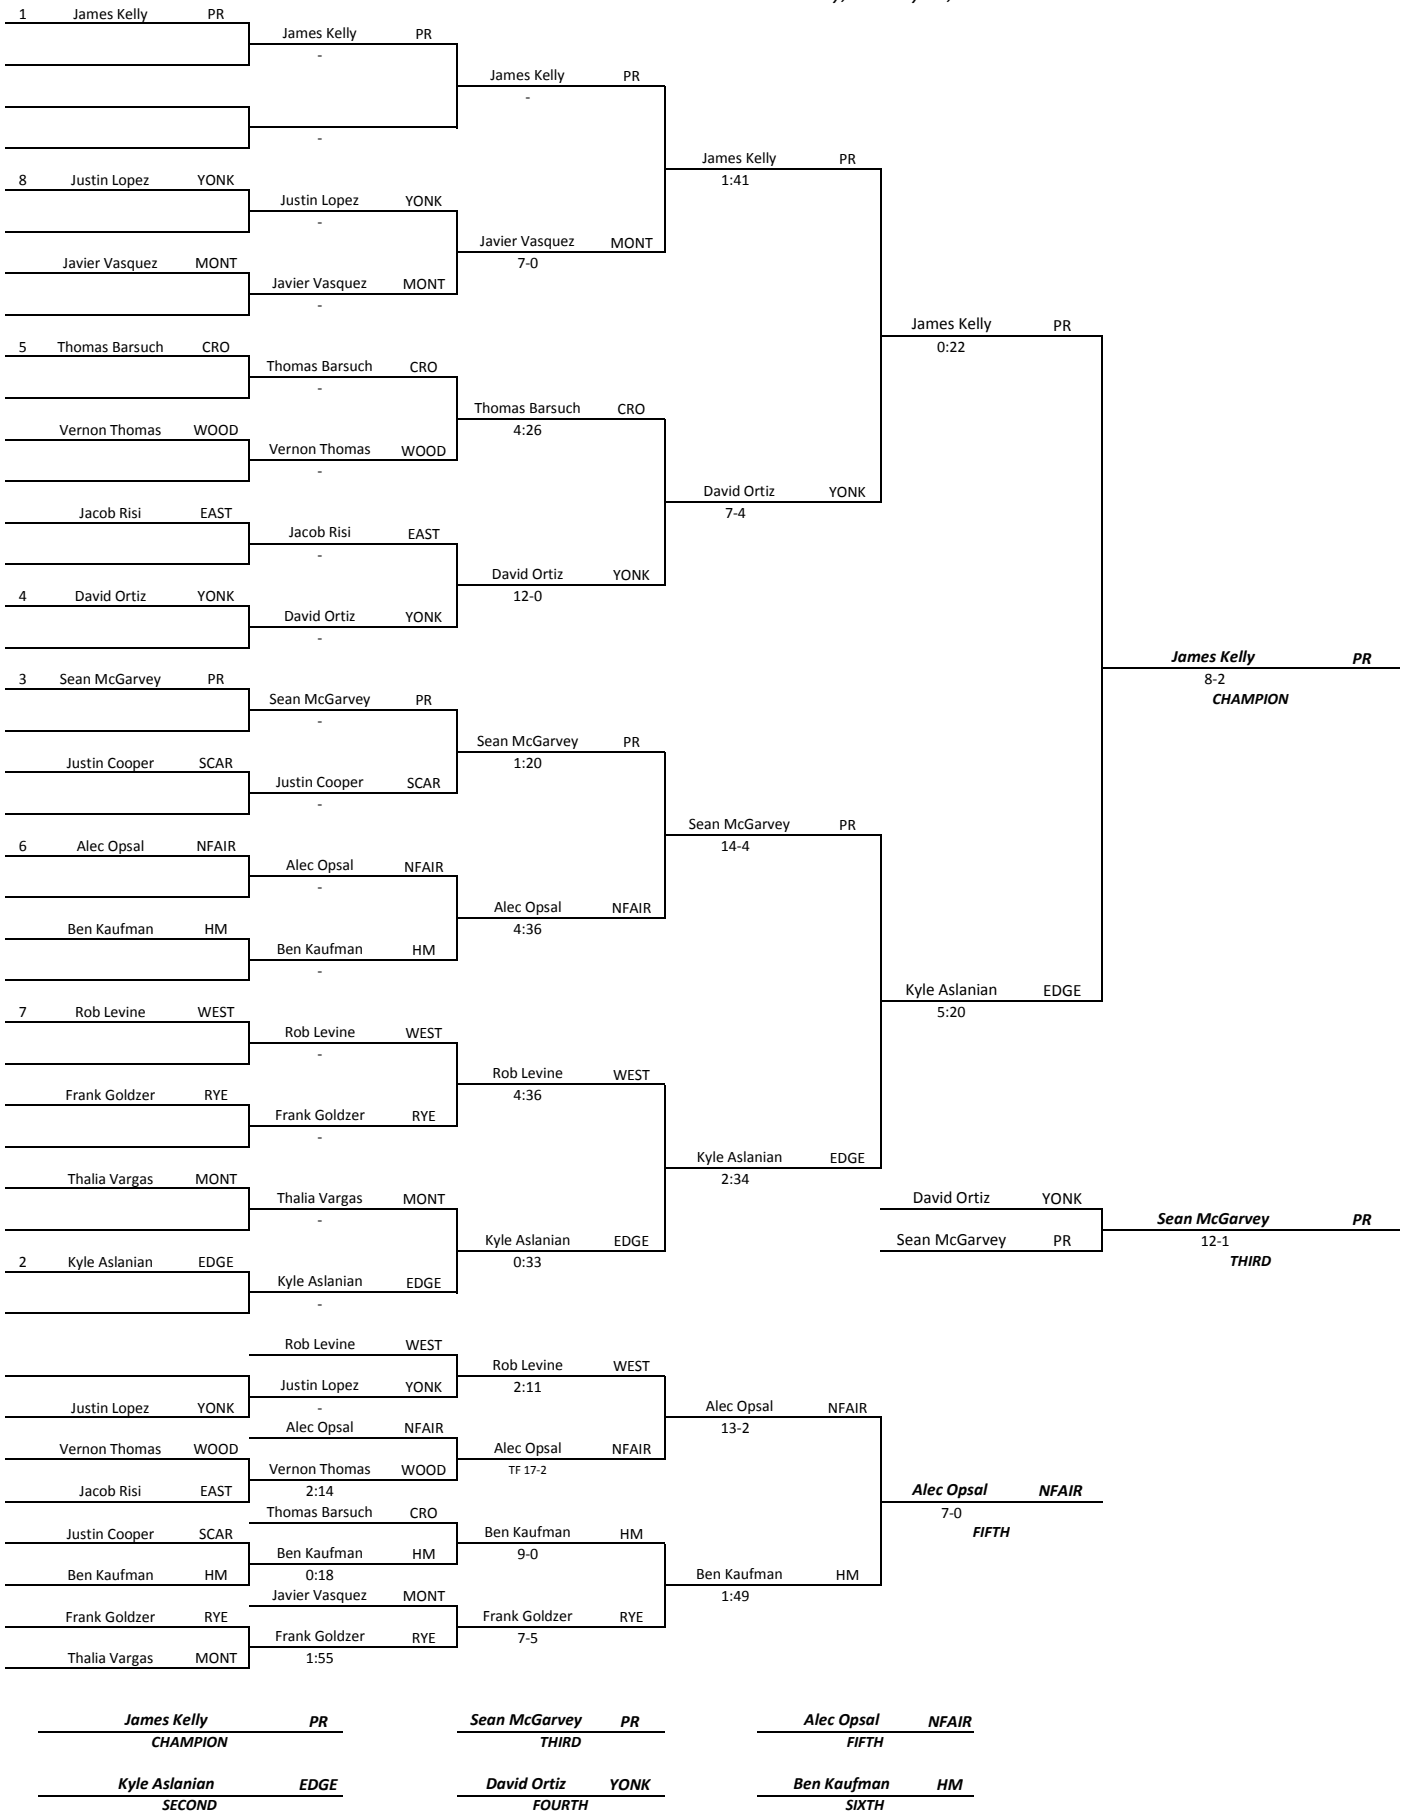 1 James Kelly PR
James Kelly PR
-
James Kelly PR
-
-
James Kelly PR
1:41
8 Justin Lopez YONK
Justin Lopez YONK
-
Javier Vasquez MONT
7-0
Javier Vasquez MONT
Javier Vasquez MONT
-
James Kelly PR
0:22
5 Thomas Barsuch CRO
Thomas Barsuch CRO
-
Thomas Barsuch CRO
4:26
Vernon Thomas WOOD
Vernon Thomas WOOD
-
David Ortiz YONK
7-4
Jacob Risi EAST
Jacob Risi EAST
-
David Ortiz YONK
12-0
4 David Ortiz YONK
David Ortiz YONK
-
James Kelly PR
8-2
CHAMPION
3 Sean McGarvey PR
Sean McGarvey PR
-
Sean McGarvey PR
1:20
Justin Cooper SCAR
Justin Cooper SCAR
-
Sean McGarvey PR
14-4
6 Alec Opsal NFAIR
Alec Opsal NFAIR
-
Alec Opsal NFAIR
4:36
Ben Kaufman HM
Ben Kaufman HM
-
Kyle Aslanian EDGE
5:20
7 Rob Levine WEST
Rob Levine WEST
-
Rob Levine WEST
4:36
Frank Goldzer RYE
Frank Goldzer RYE
-
Kyle Aslanian EDGE
2:34
Thalia Vargas MONT
Thalia Vargas MONT
-
David Ortiz YONK
Sean McGarvey PR
12-1
THIRD
Kyle Aslanian EDGE
0:33
Sean McGarvey PR
2 Kyle Aslanian EDGE
Kyle Aslanian EDGE
-
Rob Levine WEST
Rob Levine WEST
2:11
Justin Lopez YONK
-
Justin Lopez YONK
Alec Opsal NFAIR
13-2
Alec Opsal NFAIR
Vernon Thomas WOOD
Alec Opsal NFAIR
TF 17-2
Vernon Thomas WOOD
2:14
Jacob Risi EAST
Alec Opsal NFAIR
7-0
FIFTH
Thomas Barsuch CRO
Justin Cooper SCAR
Ben Kaufman HM
9-0
Ben Kaufman HM
0:18
Ben Kaufman HM
Ben Kaufman HM
1:49
Javier Vasquez MONT
Frank Goldzer RYE
Frank Goldzer RYE
7-5
Frank Goldzer RYE
1:55
Thalia Vargas MONT
James Kelly PR
CHAMPION
Sean McGarvey PR
THIRD
Alec Opsal NFAIR
FIFTH
Kyle Aslanian EDGE
SECOND
David Ortiz YONK
FOURTH
Ben Kaufman HM
SIXTH